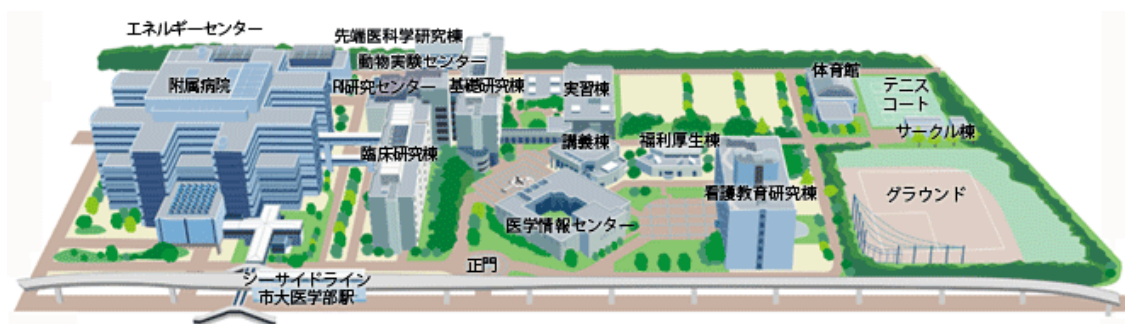 エネルギーセンター
先端医科学研究棟
動物実験センター
附属病院
RI研究センター
基礎研究棟
実習棟
体育館
テニス
コート
サークル棟
臨床研究棟
講義棟
福利厚生棟
看護教育研究棟
グラウンド
医学情報センター
正門
シーサイドライン
市大医学部駅